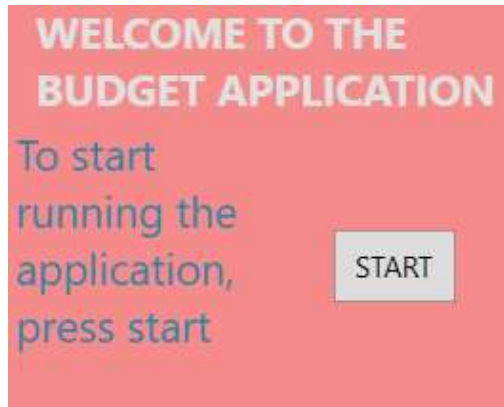 WELCOME TO THE
BUDGET APPLICATION
To start
running the
application,
press start
START